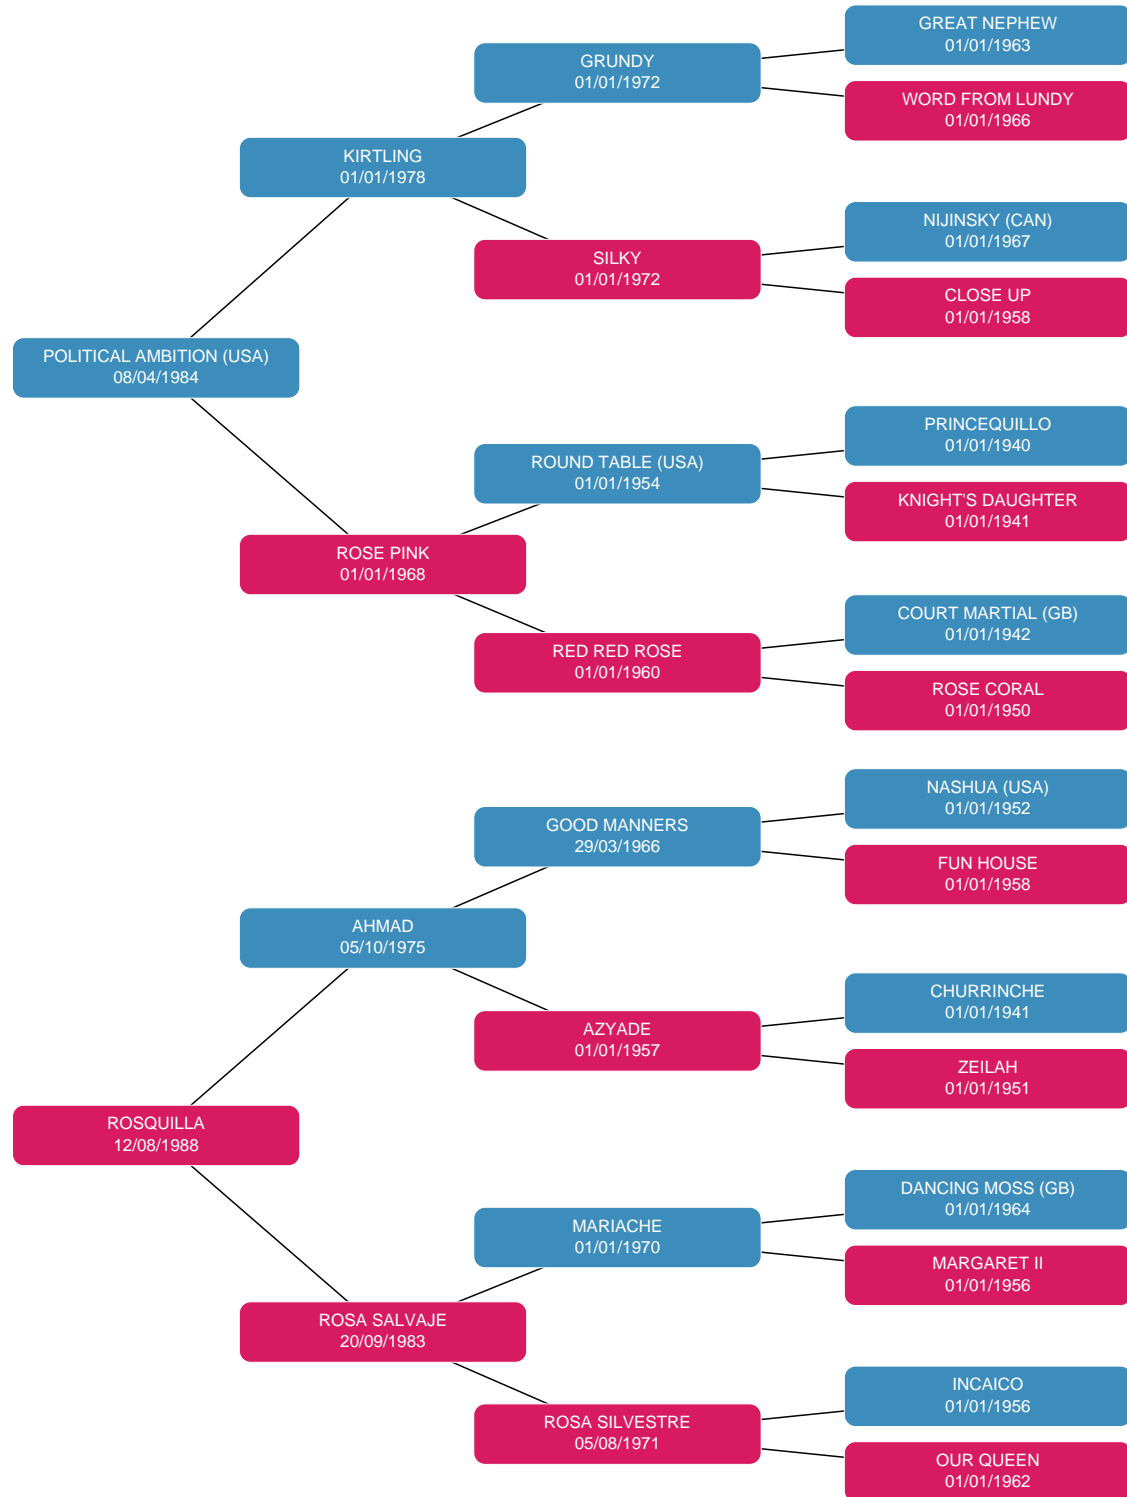 GREAT NEPHEW
01/01/1963
GRUNDY
01/01/1972
WORD FROM LUNDY
01/01/1966
KIRTLING
01/01/1978
NIJINSKY (CAN)
01/01/1967
SILKY
01/01/1972
CLOSE UP
01/01/1958
POLITICAL AMBITION (USA)
08/04/1984
PRINCEQUILLO
01/01/1940
ROUND TABLE (USA)
01/01/1954
KNIGHT'S DAUGHTER
01/01/1941
ROSE PINK
01/01/1968
COURT MARTIAL (GB)
01/01/1942
RED RED ROSE
01/01/1960
ROSE CORAL
01/01/1950
NASHUA (USA)
01/01/1952
GOOD MANNERS
29/03/1966
FUN HOUSE
01/01/1958
AHMAD
05/10/1975
CHURRINCHE
01/01/1941
AZYADE
01/01/1957
ZEILAH
01/01/1951
ROSQUILLA
12/08/1988
DANCING MOSS (GB)
01/01/1964
MARIACHE
01/01/1970
MARGARET II
01/01/1956
ROSA SALVAJE
20/09/1983
INCAICO
01/01/1956
ROSA SILVESTRE
05/08/1971
OUR QUEEN
01/01/1962